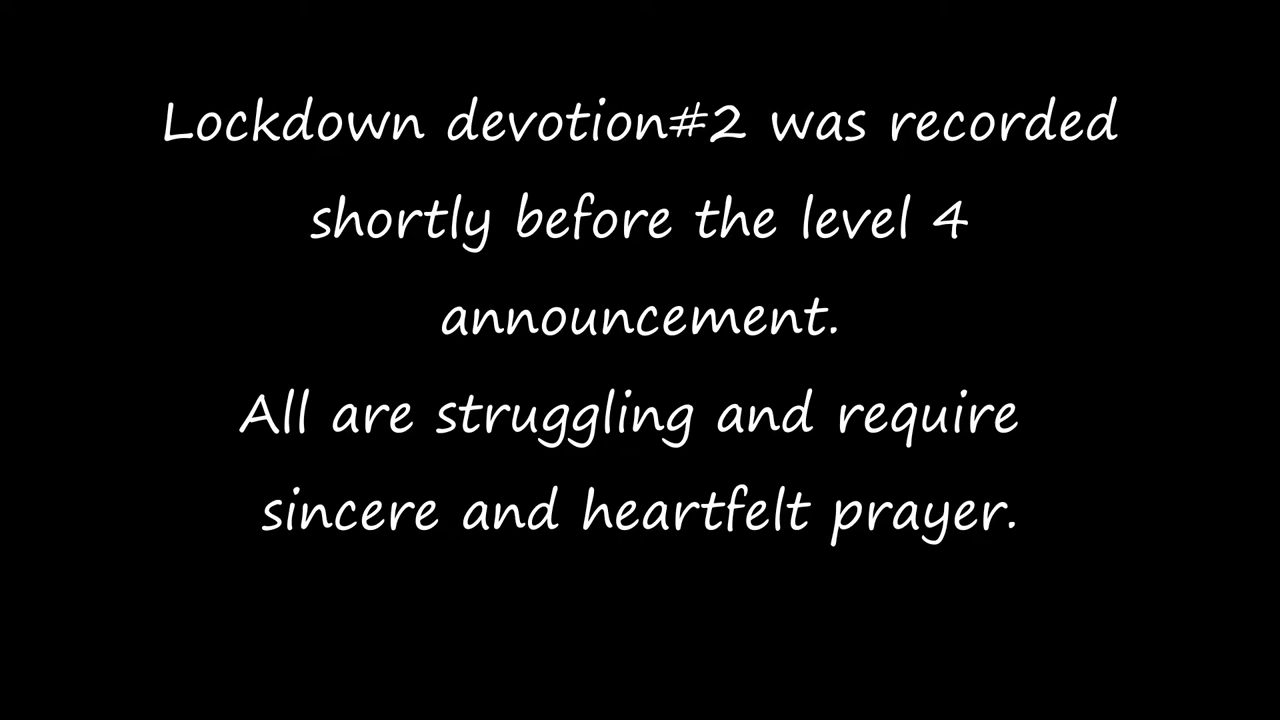 Lockdown devotion#2 was recorded
shortly before the level 4
announcement.
All are struggling and require
sincere and heartfelt prayer.